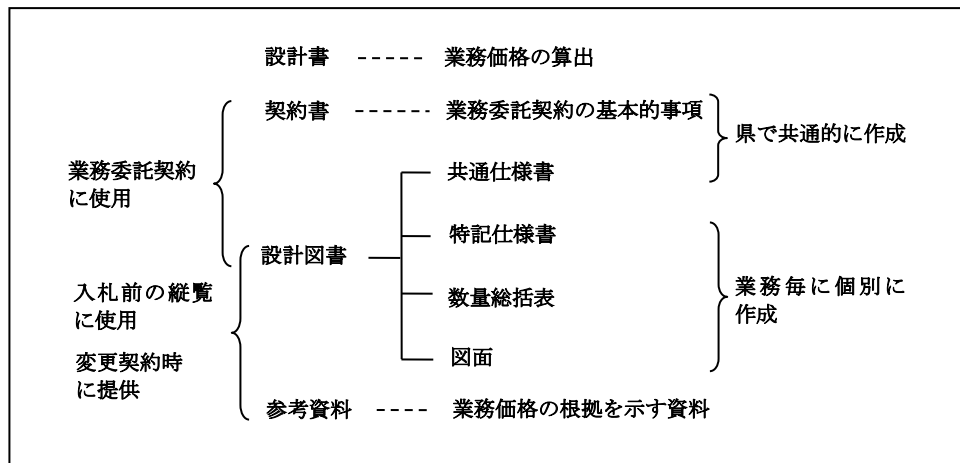 設計書
業務価格の算出
契約書
業務委託契約の基本的事項
県で共通的に作成
業務委託契約
に使用
共通仕様書
特記仕様書
設計図書
入札前の縦覧
に使用
数量総括表
業務毎に個別に
作成
変更契約時
に提供
図面
参考資料
業務価格の根拠を示す資料